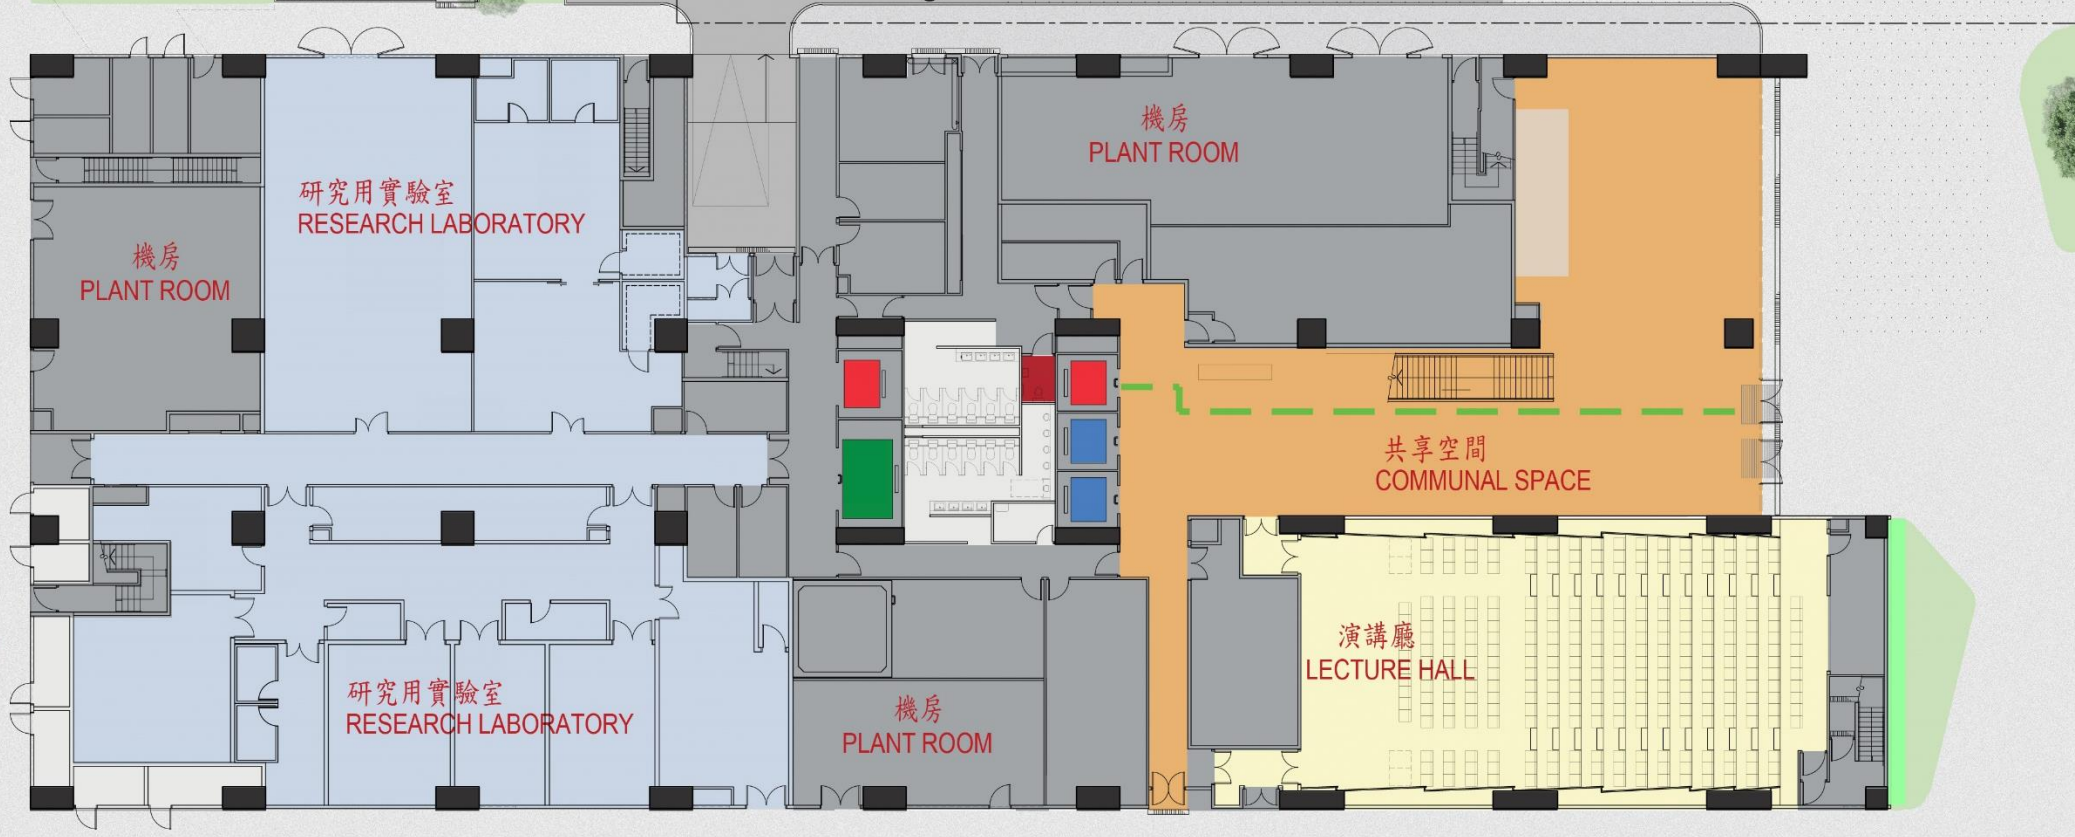 機房
PLANT ROOM
研究用實驗室
RESEARCH LABORATORY
機房
PLANT ROOM
共享空間
COMMUNAL SPACE
演講廳
LECTURE HALL
研究用實驗室
RESEARCH LABORATORY
機房
PLANT ROOM